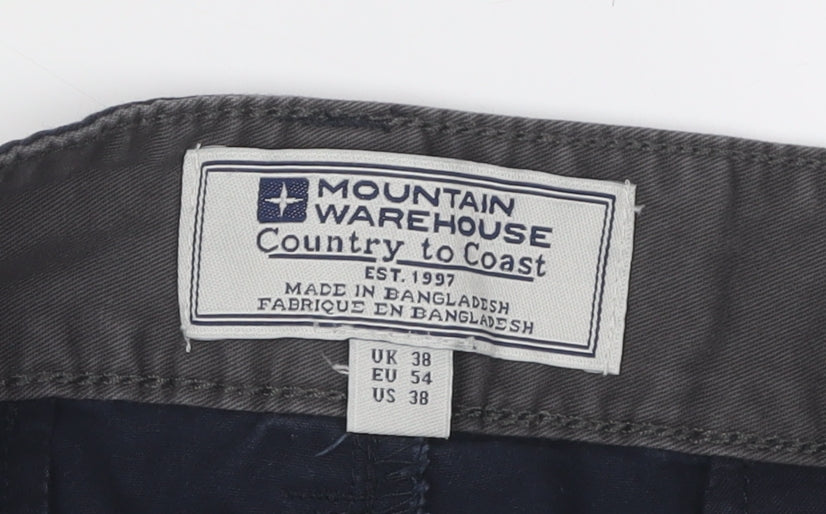 MOUNTAIN
WAREHOUSE
Country to Coast
EST. 1997
MADE IN BANGLADESH
FABRIQUE EN BANGLADESH
UK 38
EU 54
US 38